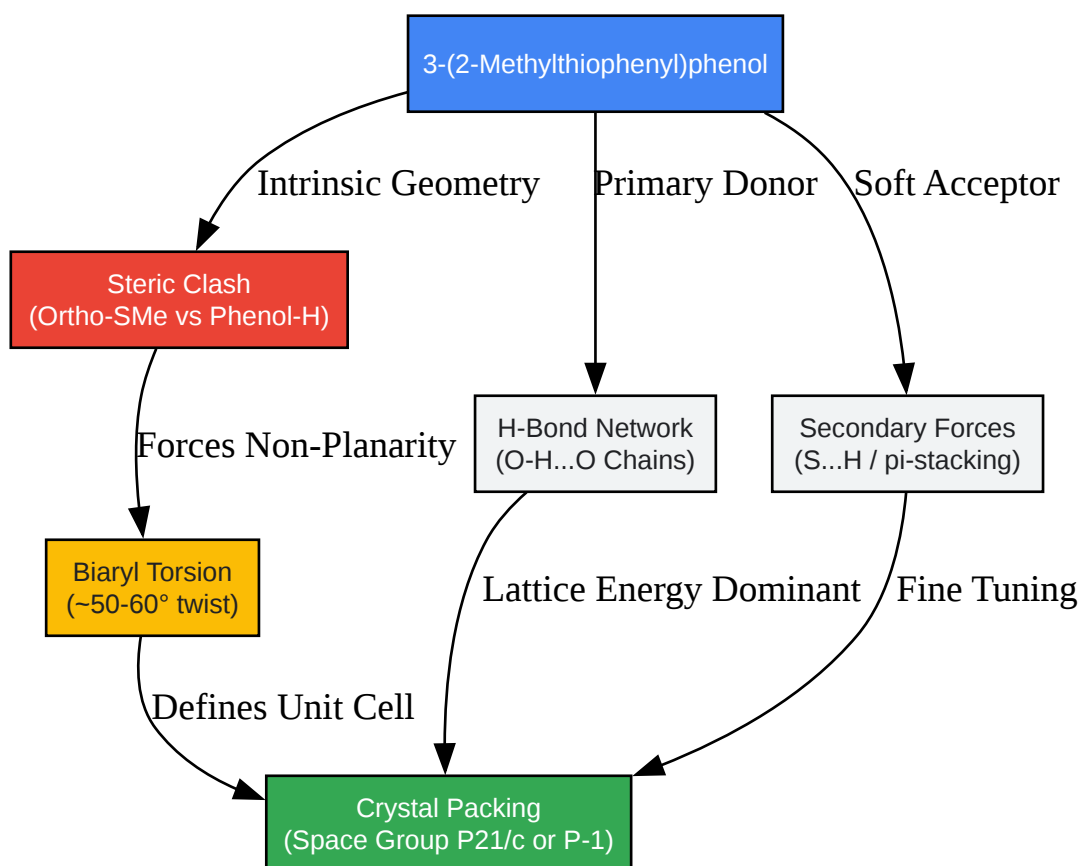 3-(2-Methylthiophenyl)phenol
Intrinsic Geometry
Primary Donor
Soft Acceptor
Steric Clash
(Ortho-SMe vs Phenol-H)
Forces Non-Planarity
H-Bond Network
(O-H...O Chains)
Secondary Forces
(S...H / pi-stacking)
Biaryl Torsion
(~50-60° twist)
Lattice Energy Dominant
Fine Tuning
Defines Unit Cell
Crystal Packing
(Space Group P21/c or P-1)